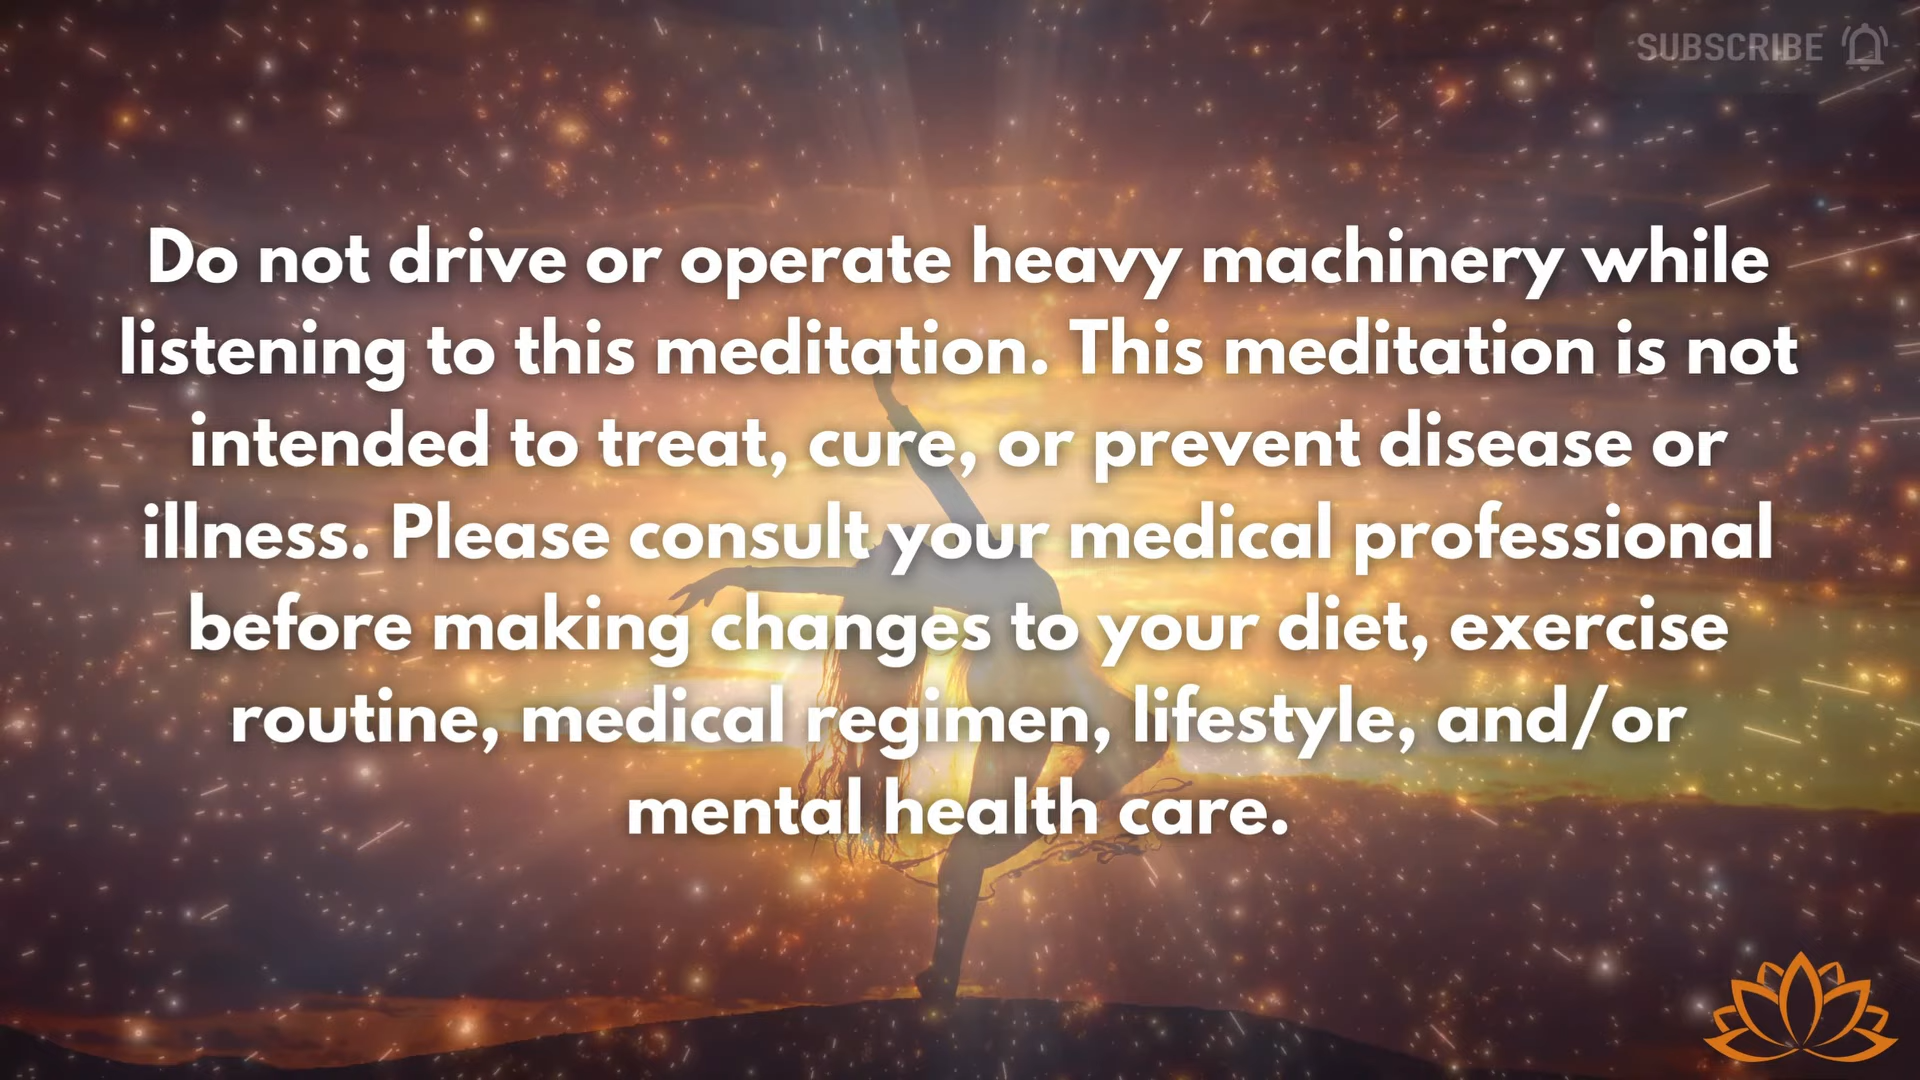 SUBSCRIBE
Do not drive or operate heavy machinery while
listening to this meditation. This meditation is not
intended to treat, cure, or prevent disease or
illness. Please consult your medical professional
before making changes to your diet, exercise
routine, medical regimen, lifestyle, and/or
mental health care.